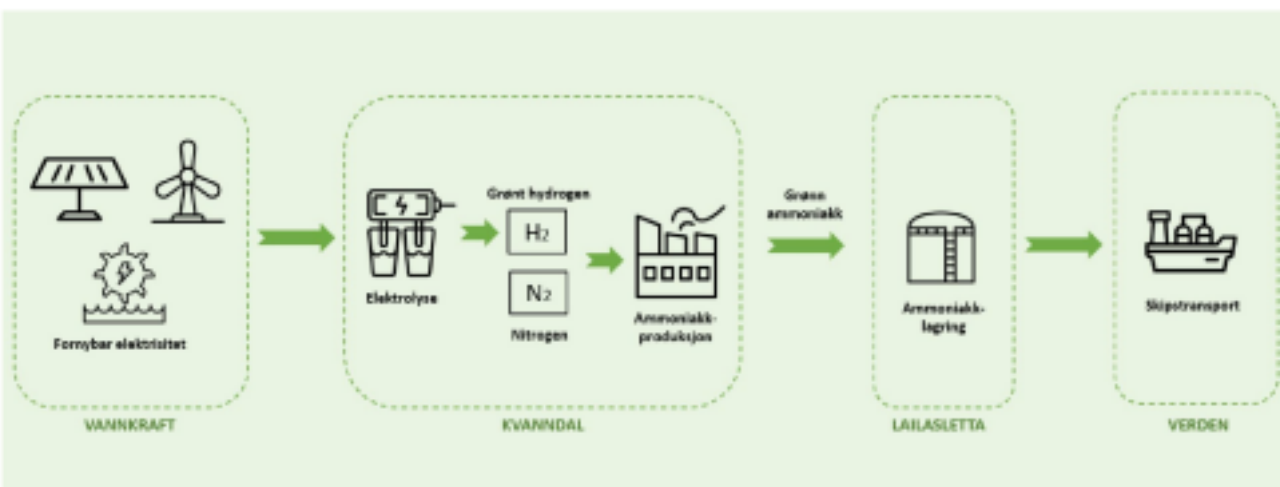 Fornybar elektrisitet
VANNKRAFT
Elektrolyse
Grønt hydrogen
H2
N2
Nitrogen
Ammoniakk-
produksjon
KVANNDAL
Grønn
ammoniakk
Ammoniakk-
lagring
LAILASLETTA
Skipstransport
VERDEN